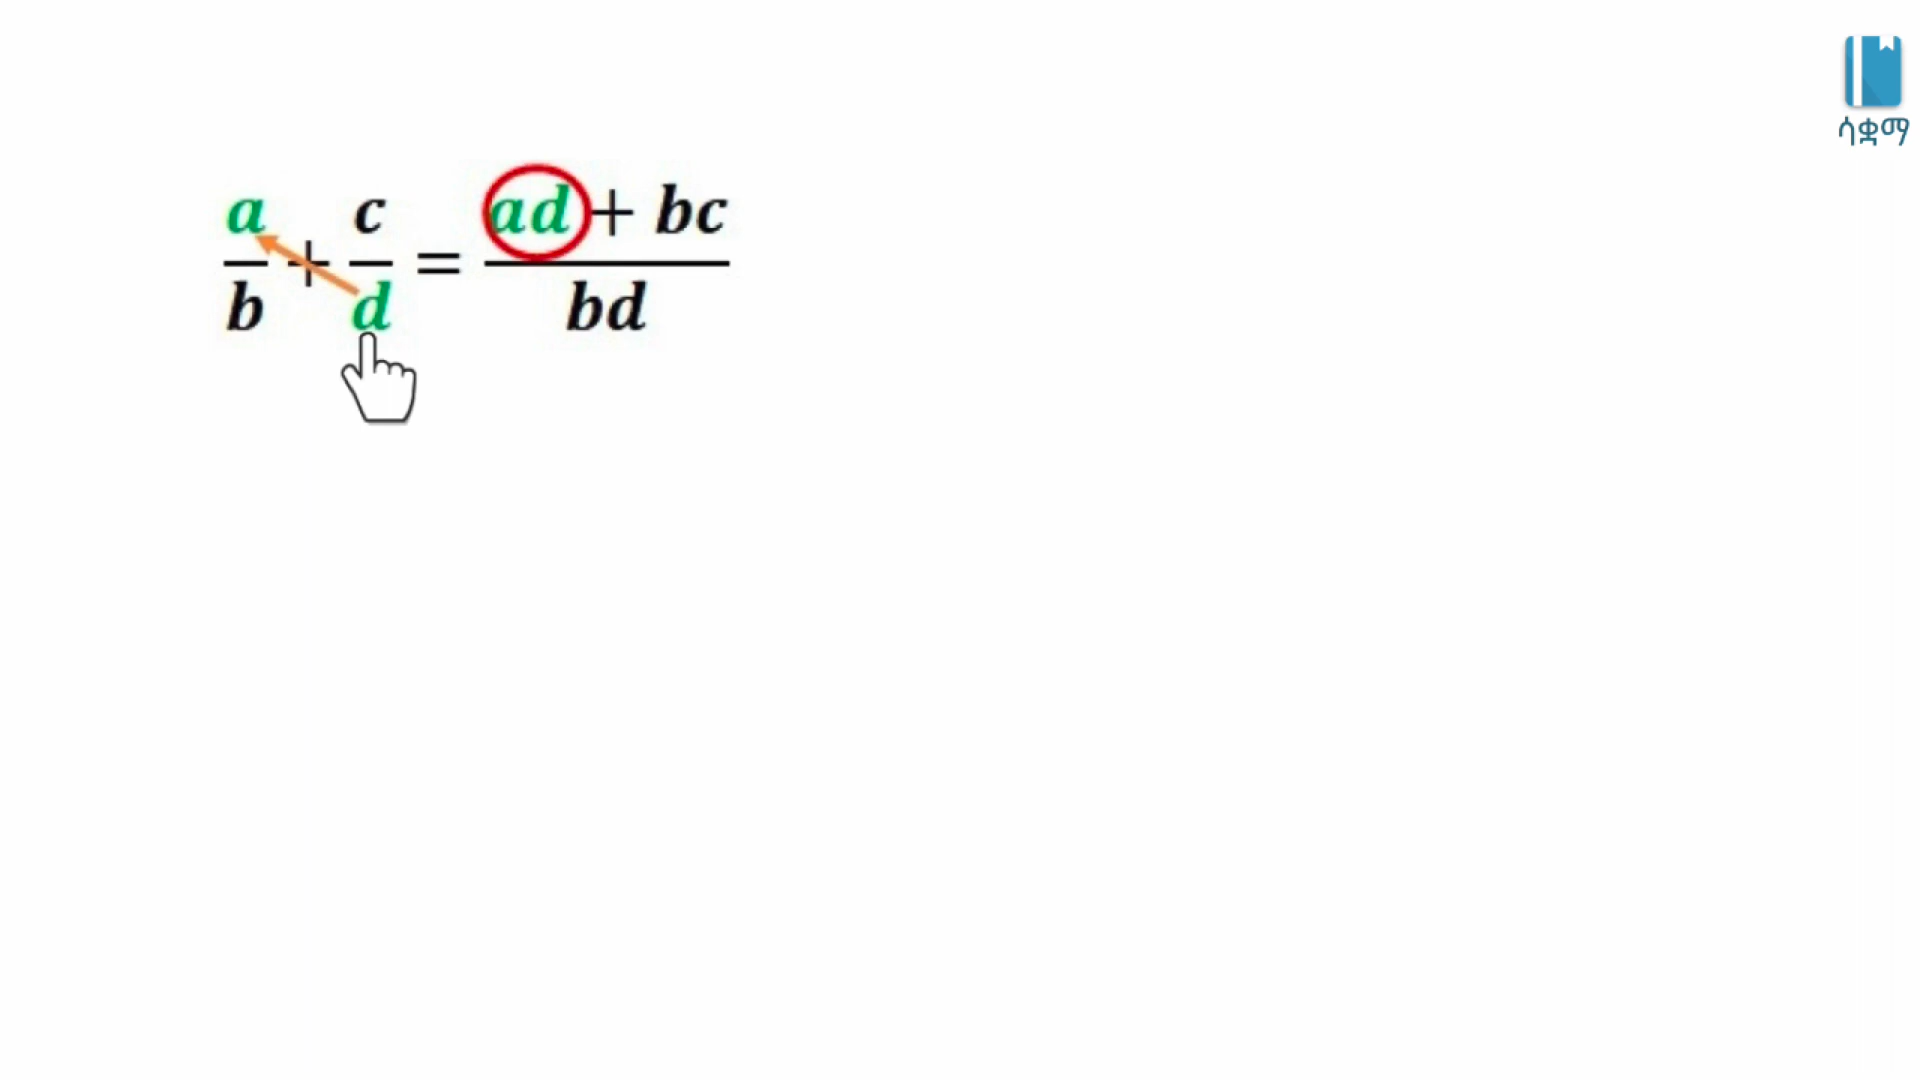 a/b + c/d = (ad + bc)/bd
ሳቋማ